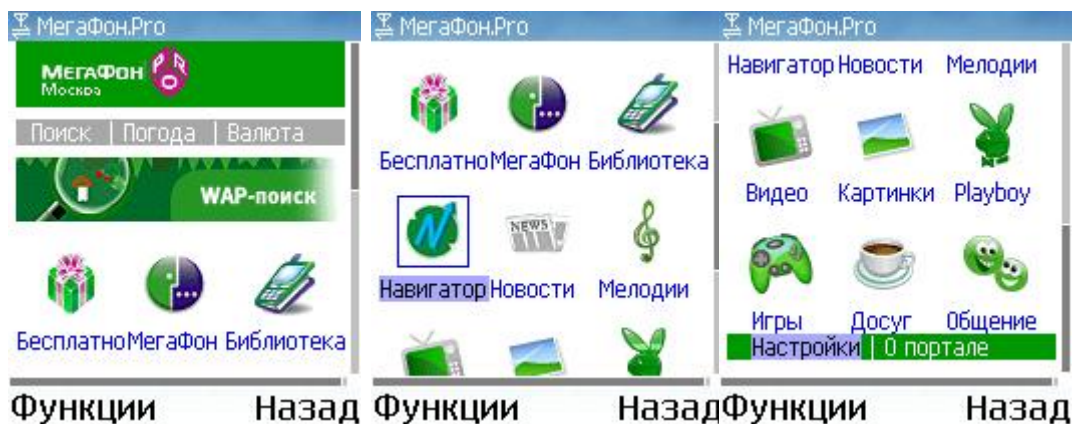 МегаФон.Pro
МЕГАФОН PRO
Москва
Поиск | Погода | Валюта
WAP-поиск
Бесплатно МегаФон Библиотека
Функции Назад
МегаФон.Pro
Бесплатно МегаФон Библиотека
NEWS
Навигатор Новости Мелодии
Функции Назад
МегаФон.Pro
Навигатор Новости Мелодии
Видео Картинки Playboy
Игры Досуг Общение
Настройки | О портале
Функции Назад